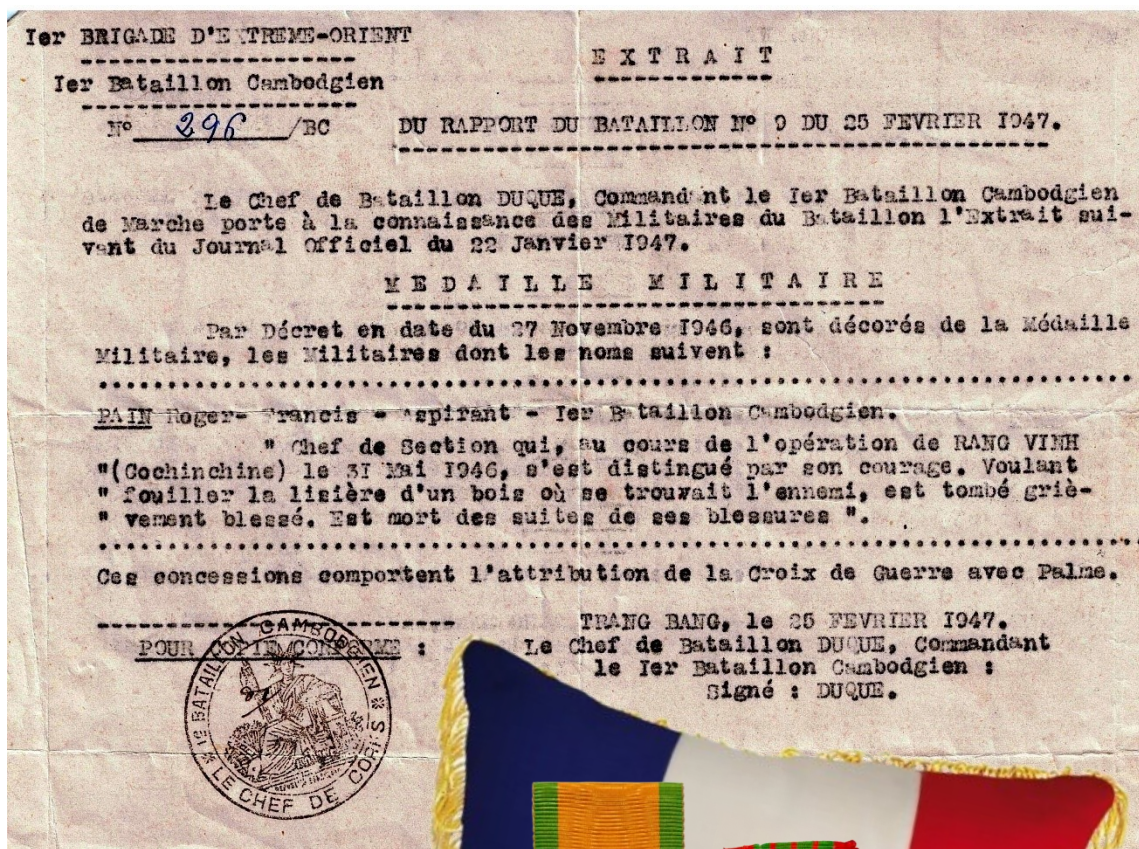 Ier BRIGADE D'EXTREME-ORIENT
Ier Bataillon Cambodgien
N° 296 /BC
EXTRAIT
DU RAPPORT DU BATAILLON N° 9 DU 25 FEVRIER I947.
Le Chef de Bataillon DUQUE, Commandant le Ier Bataillon Cambodgien
de Marche porte à la connaissance des Militaires du Bataillon l'Extrait sui-
vant du Journal Officiel du 22 Janvier I947.
MEDAILLE MILITAIRE
Par Décret en date du 27 Novembre I946, sont décorés de la Médaille
Militaire, les Militaires dont les noms suivent :
PAIN Roger- Francis - Aspirant - Ier Bataillon Cambodgien.
" Chef de Section qui, au cours de l'opération de RANG VINH
"(Cochinchine) le 3I Mai I946, s'est distingué par son courage. Voulant
" fouiller la lisière d'un bois où se trouvait l'ennemi, est tombé griè-
" vement blessé. Est mort des suites de ses blessures ".
Ces concessions comportent l'attribution de la Croix de Guerre avec Palme.
TRANG BANG, le 25 FEVRIER I947.
POUR COPIE CONFORME :
Le Chef de Bataillon DUQUE, Commandant
le Ier Bataillon Cambodgien :
Signé : DUQUE.
* 1e BATAILLON CAMBODGIEN *
LE CHEF DE CORPS